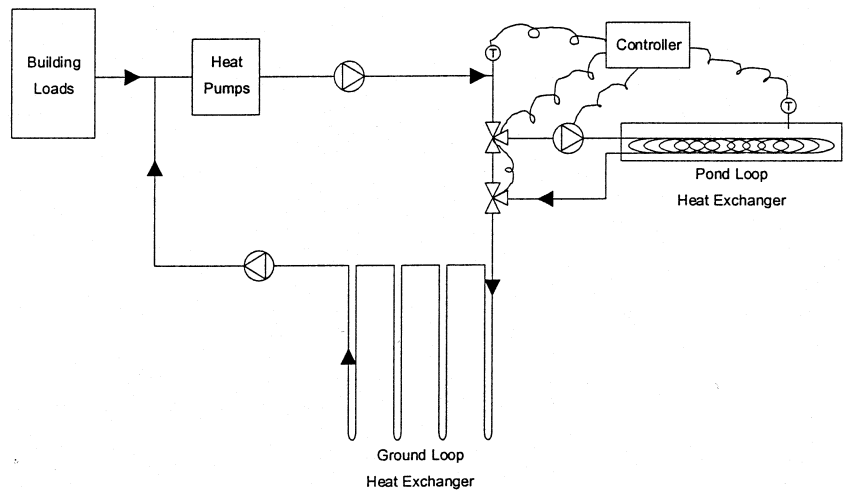 Building
Loads
Heat
Pumps
Controller
T
T
Pond Loop
Heat Exchanger
Ground Loop
Heat Exchanger